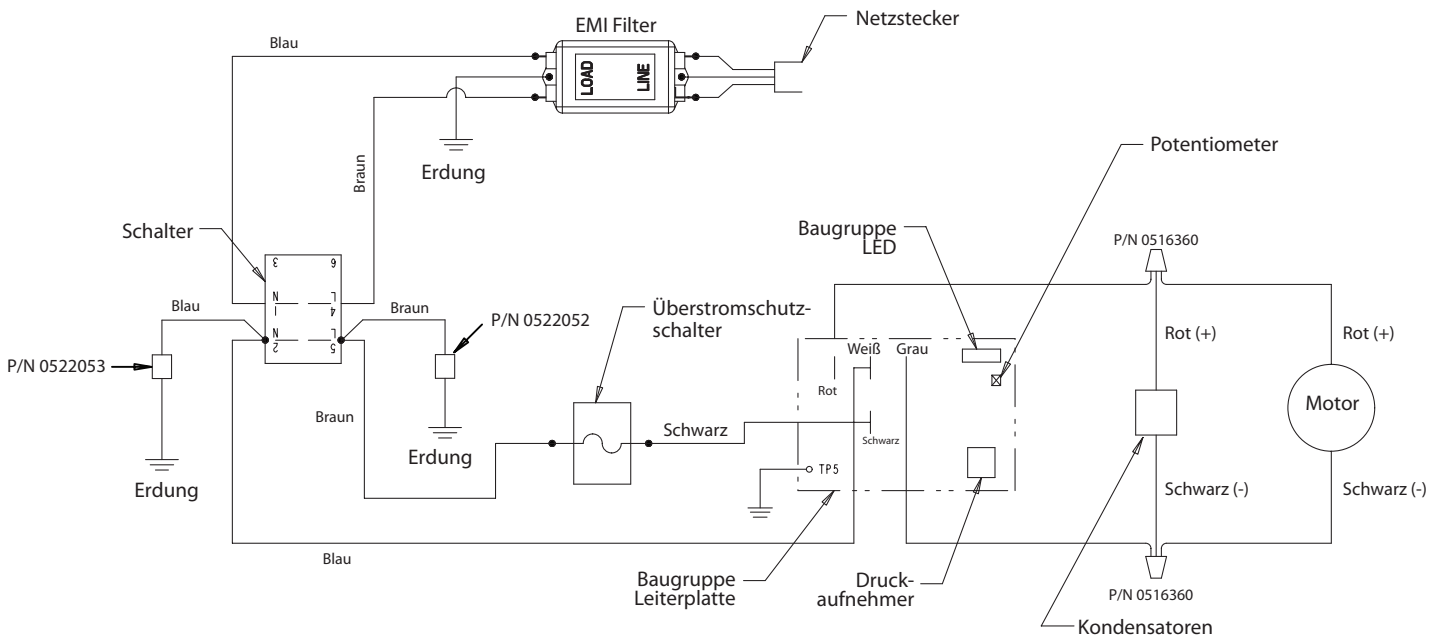 EMI Filter
Netzstecker
Blau
LOAD
LINE
Braun
Erdung
Potentiometer
Schalter
Baugruppe
LED
P/N 0516360
3
6
N
1
L
4
N
2
L
5
Blau
Braun
P/N 0522052
Überstromschutz-
schalter
P/N 0522053
Weiß
Grau
Rot
Rot (+)
Rot (+)
Motor
Braun
Schwarz
Schwarz
Erdung
Erdung
TP5
Schwarz (-)
Schwarz (-)
Blau
Baugruppe
Leiterplatte
Druck-
aufnehmer
P/N 0516360
Kondensatoren